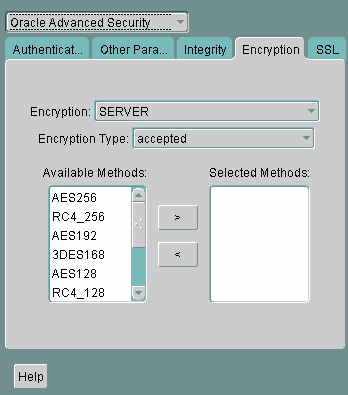 Oracle Advanced Security
Authenticat... Other Para... Integrity Encryption SSL
Encryption: SERVER
Encryption Type: accepted
Available Methods: Selected Methods:
AES256
RC4_256
>
AES192
3DES168
<
AES128
RC4_128
Help